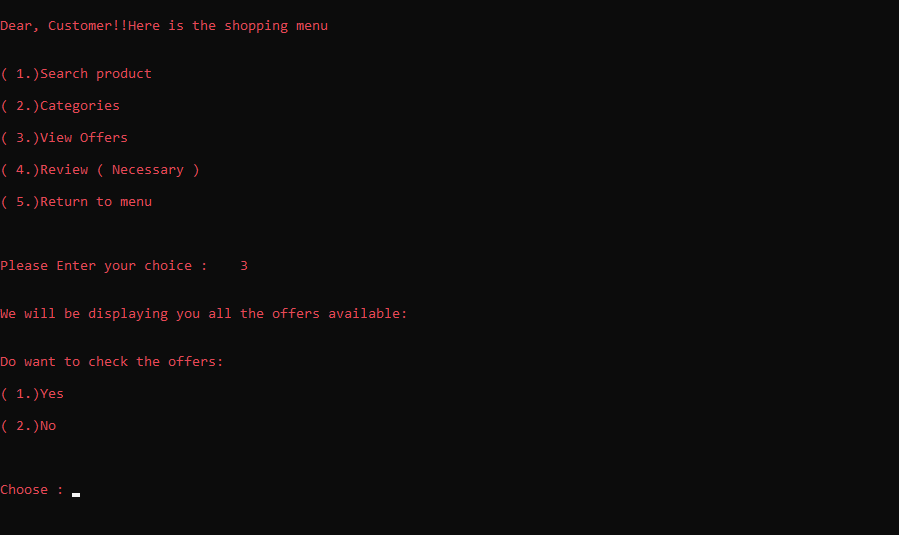 Dear, Customer!!Here is the shopping menu
( 1.)Search product
( 2.)Categories
( 3.)View Offers
( 4.)Review ( Necessary )
( 5.)Return to menu
Please Enter your choice :    3
We will be displaying you all the offers available:
Do want to check the offers:
( 1.)Yes
( 2.)No
Choose :